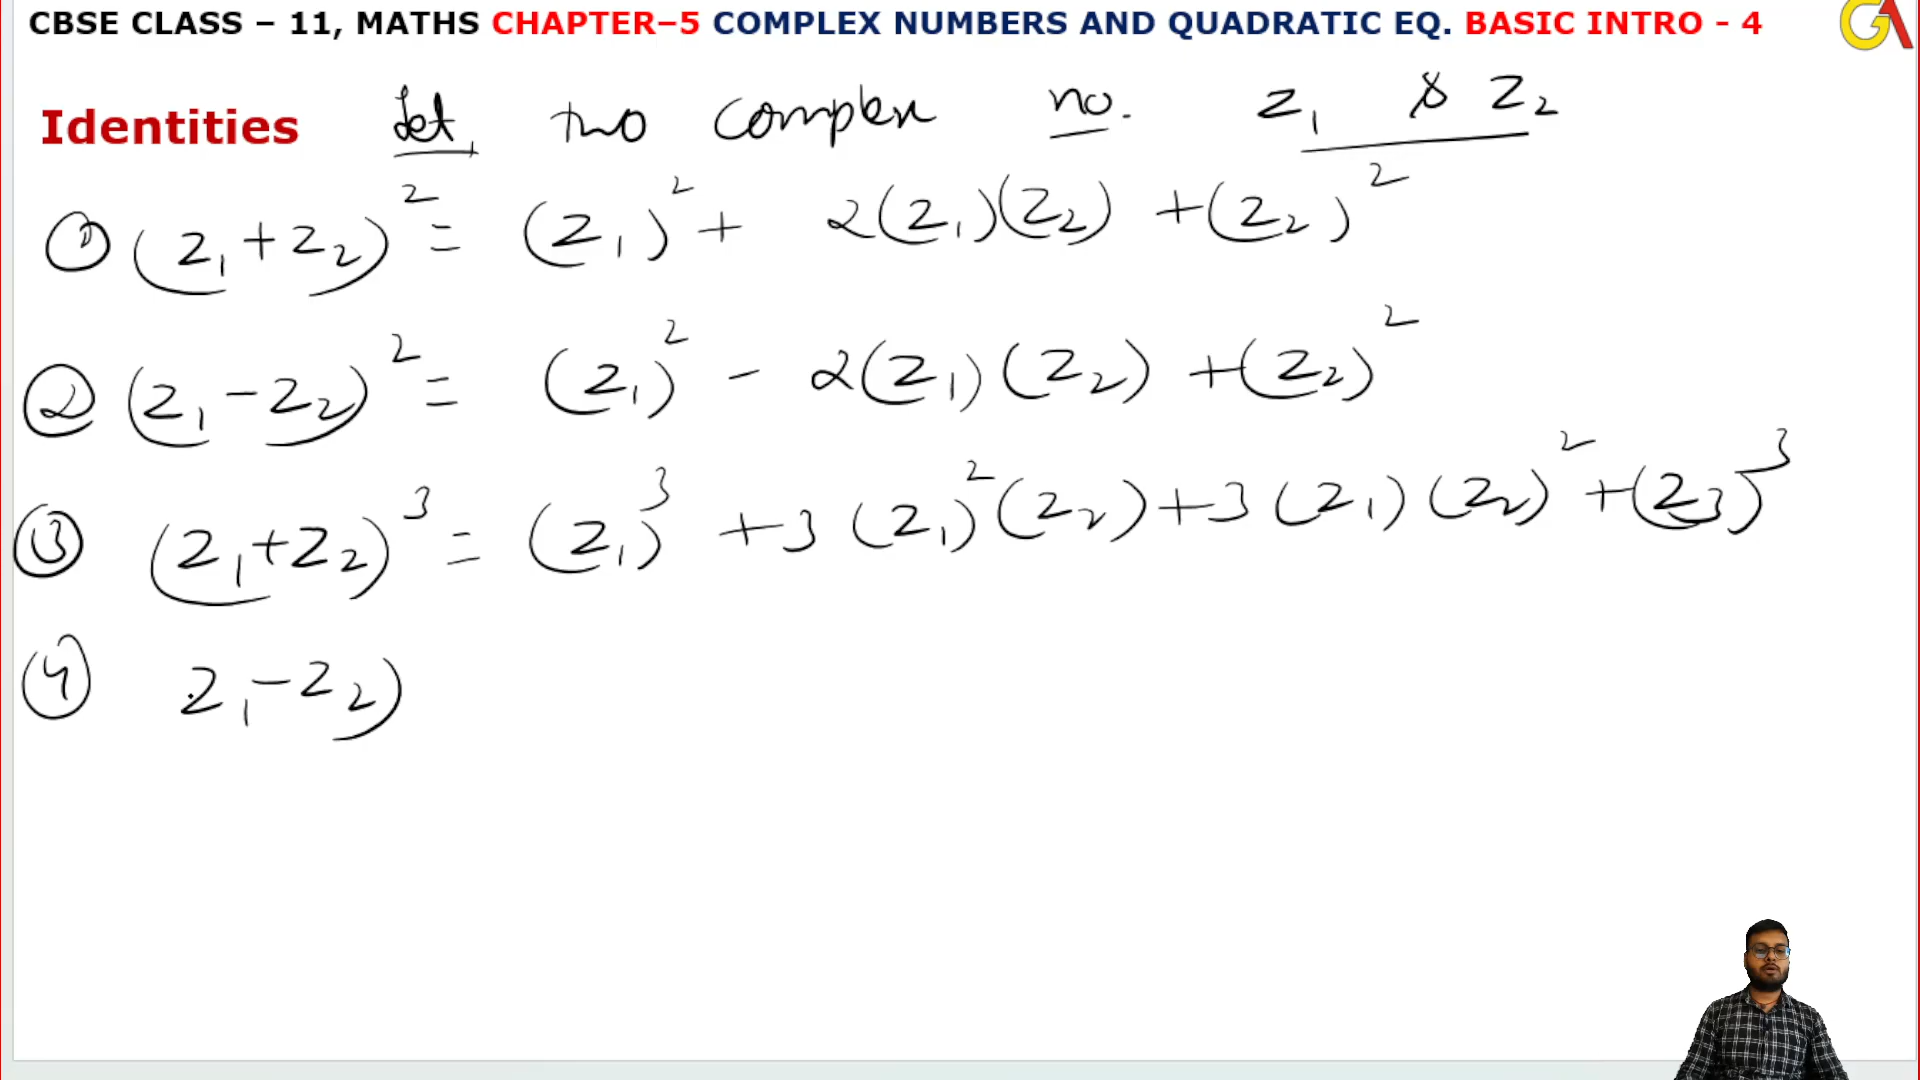 CBSE CLASS – 11, MATHS CHAPTER–5 COMPLEX NUMBERS AND QUADRATIC EQ. BASIC INTRO - 4
GA
Identities Let, two complex no. z₁ & z₂
① (z₁+z₂)² = (z₁)² + 2(z₁)(z₂) + (z₂)²
② (z₁−z₂)² = (z₁)² − 2(z₁)(z₂) + (z₂)²
③ (z₁+z₂)³ = (z₁)³ + 3(z₁)²(z₂) + 3(z₁)(z₂)² + (z₃)³
④ z₁−z₂)